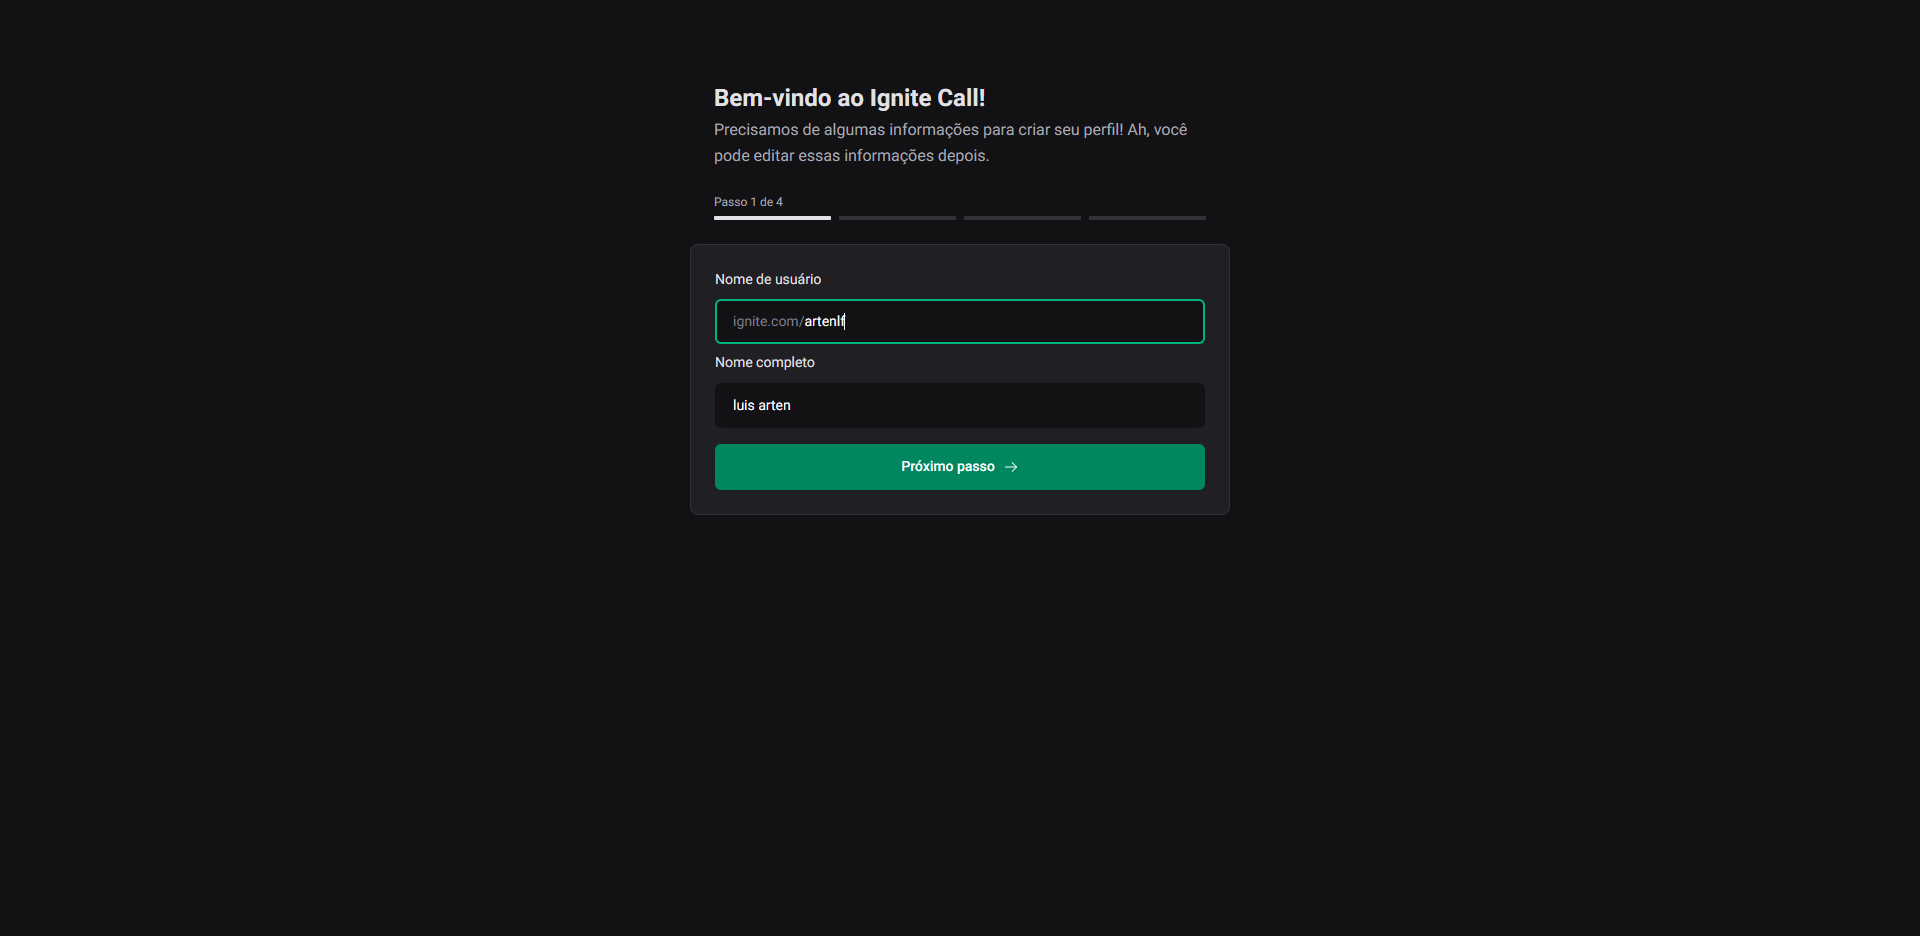 Bem-vindo ao Ignite Call!
Precisamos de algumas informações para criar seu perfil! Ah, você
pode editar essas informações depois.
Passo 1 de 4
Nome de usuário
ignite.com/artenlf
Nome completo
luis arten
Próximo passo →